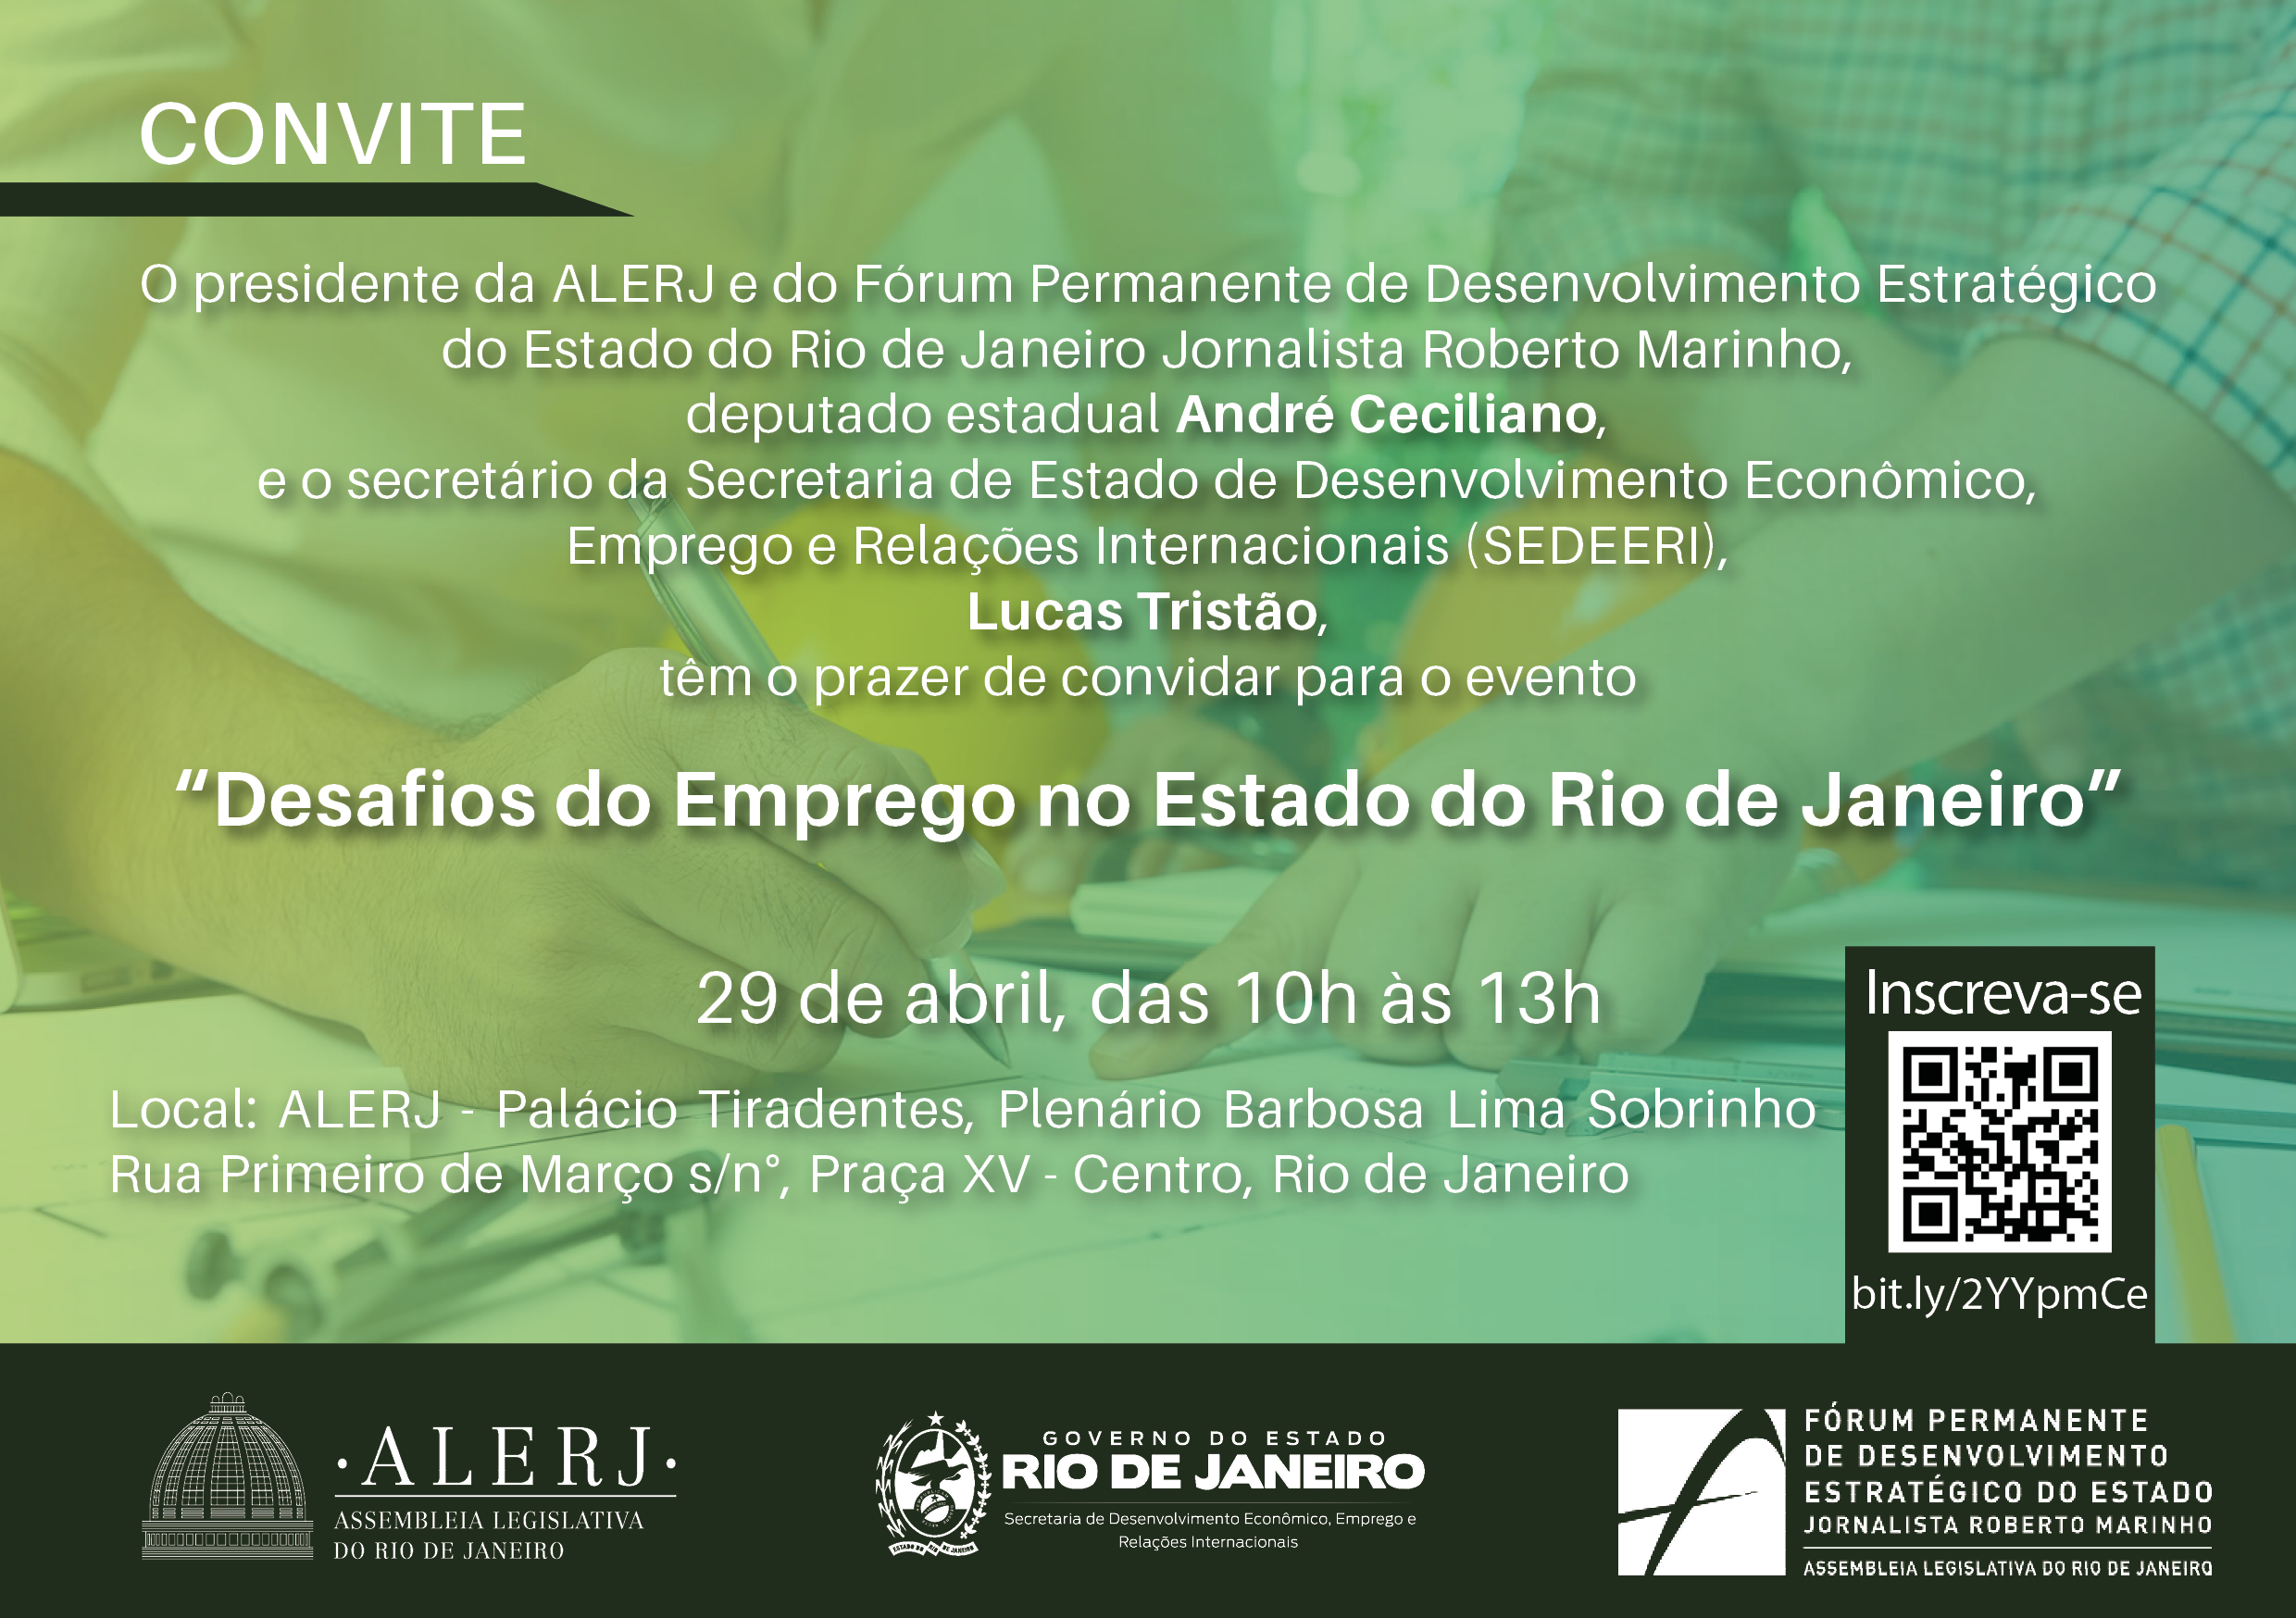 CONVITE
O presidente da ALERJ e do Fórum Permanente de Desenvolvimento Estratégico
do Estado do Rio de Janeiro Jornalista Roberto Marinho,
deputado estadual André Ceciliano,
e o secretário da Secretaria de Estado de Desenvolvimento Econômico,
Emprego e Relações Internacionais (SEDEERI),
Lucas Tristão,
têm o prazer de convidar para o evento
“Desafios do Emprego no Estado do Rio de Janeiro”
29 de abril, das 10h às 13h
Local: ALERJ - Palácio Tiradentes, Plenário Barbosa Lima Sobrinho
Rua Primeiro de Março s/n°, Praça XV - Centro, Rio de Janeiro
Inscreva-se
bit.ly/2YYpmCe
·ALERJ·
ASSEMBLEIA LEGISLATIVA
DO RIO DE JANEIRO
GOVERNO DO ESTADO
RIO DE JANEIRO
Secretaria de Desenvolvimento Econômico, Emprego e
Relações Internacionais
ESTADO DO RIO DE JANEIRO
FÓRUM PERMANENTE
DE DESENVOLVIMENTO
ESTRATÉGICO DO ESTADO
JORNALISTA ROBERTO MARINHO
ASSEMBLEIA LEGISLATIVA DO RIO DE JANEIRO